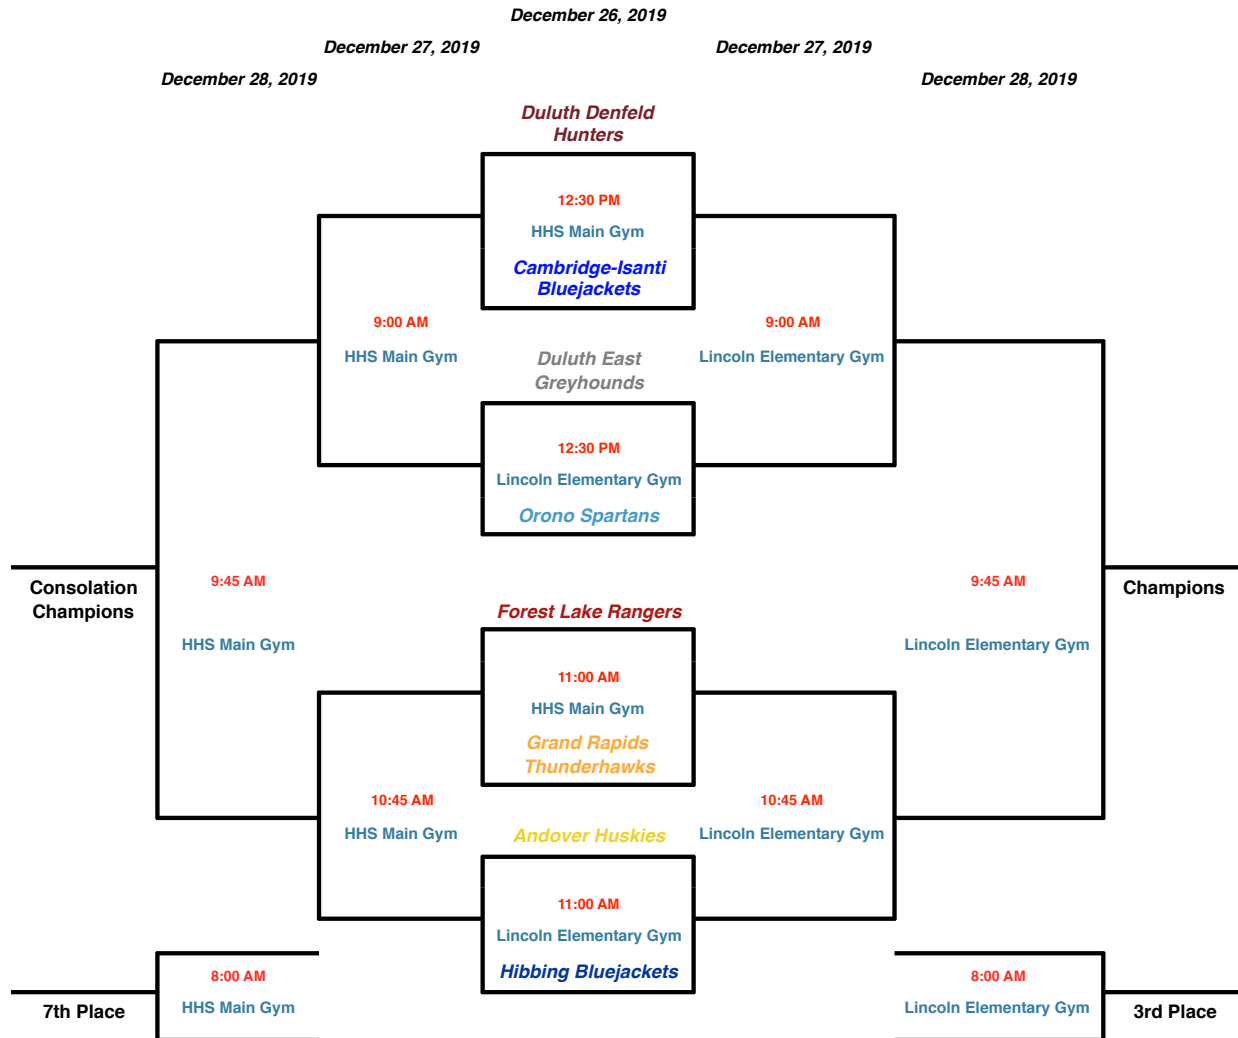 December 26, 2019
December 27, 2019
December 27, 2019
December 28, 2019
December 28, 2019
Duluth Denfeld
Hunters
12:30 PM
HHS Main Gym
Cambridge-Isanti
Bluejackets
9:00 AM
HHS Main Gym
9:00 AM
Lincoln Elementary Gym
Duluth East
Greyhounds
12:30 PM
Lincoln Elementary Gym
Orono Spartans
Consolation
Champions
9:45 AM
HHS Main Gym
9:45 AM
Lincoln Elementary Gym
Champions
Forest Lake Rangers
11:00 AM
HHS Main Gym
Grand Rapids
Thunderhawks
10:45 AM
HHS Main Gym
10:45 AM
Lincoln Elementary Gym
Andover Huskies
11:00 AM
Lincoln Elementary Gym
Hibbing Bluejackets
7th Place
8:00 AM
HHS Main Gym
8:00 AM
Lincoln Elementary Gym
3rd Place